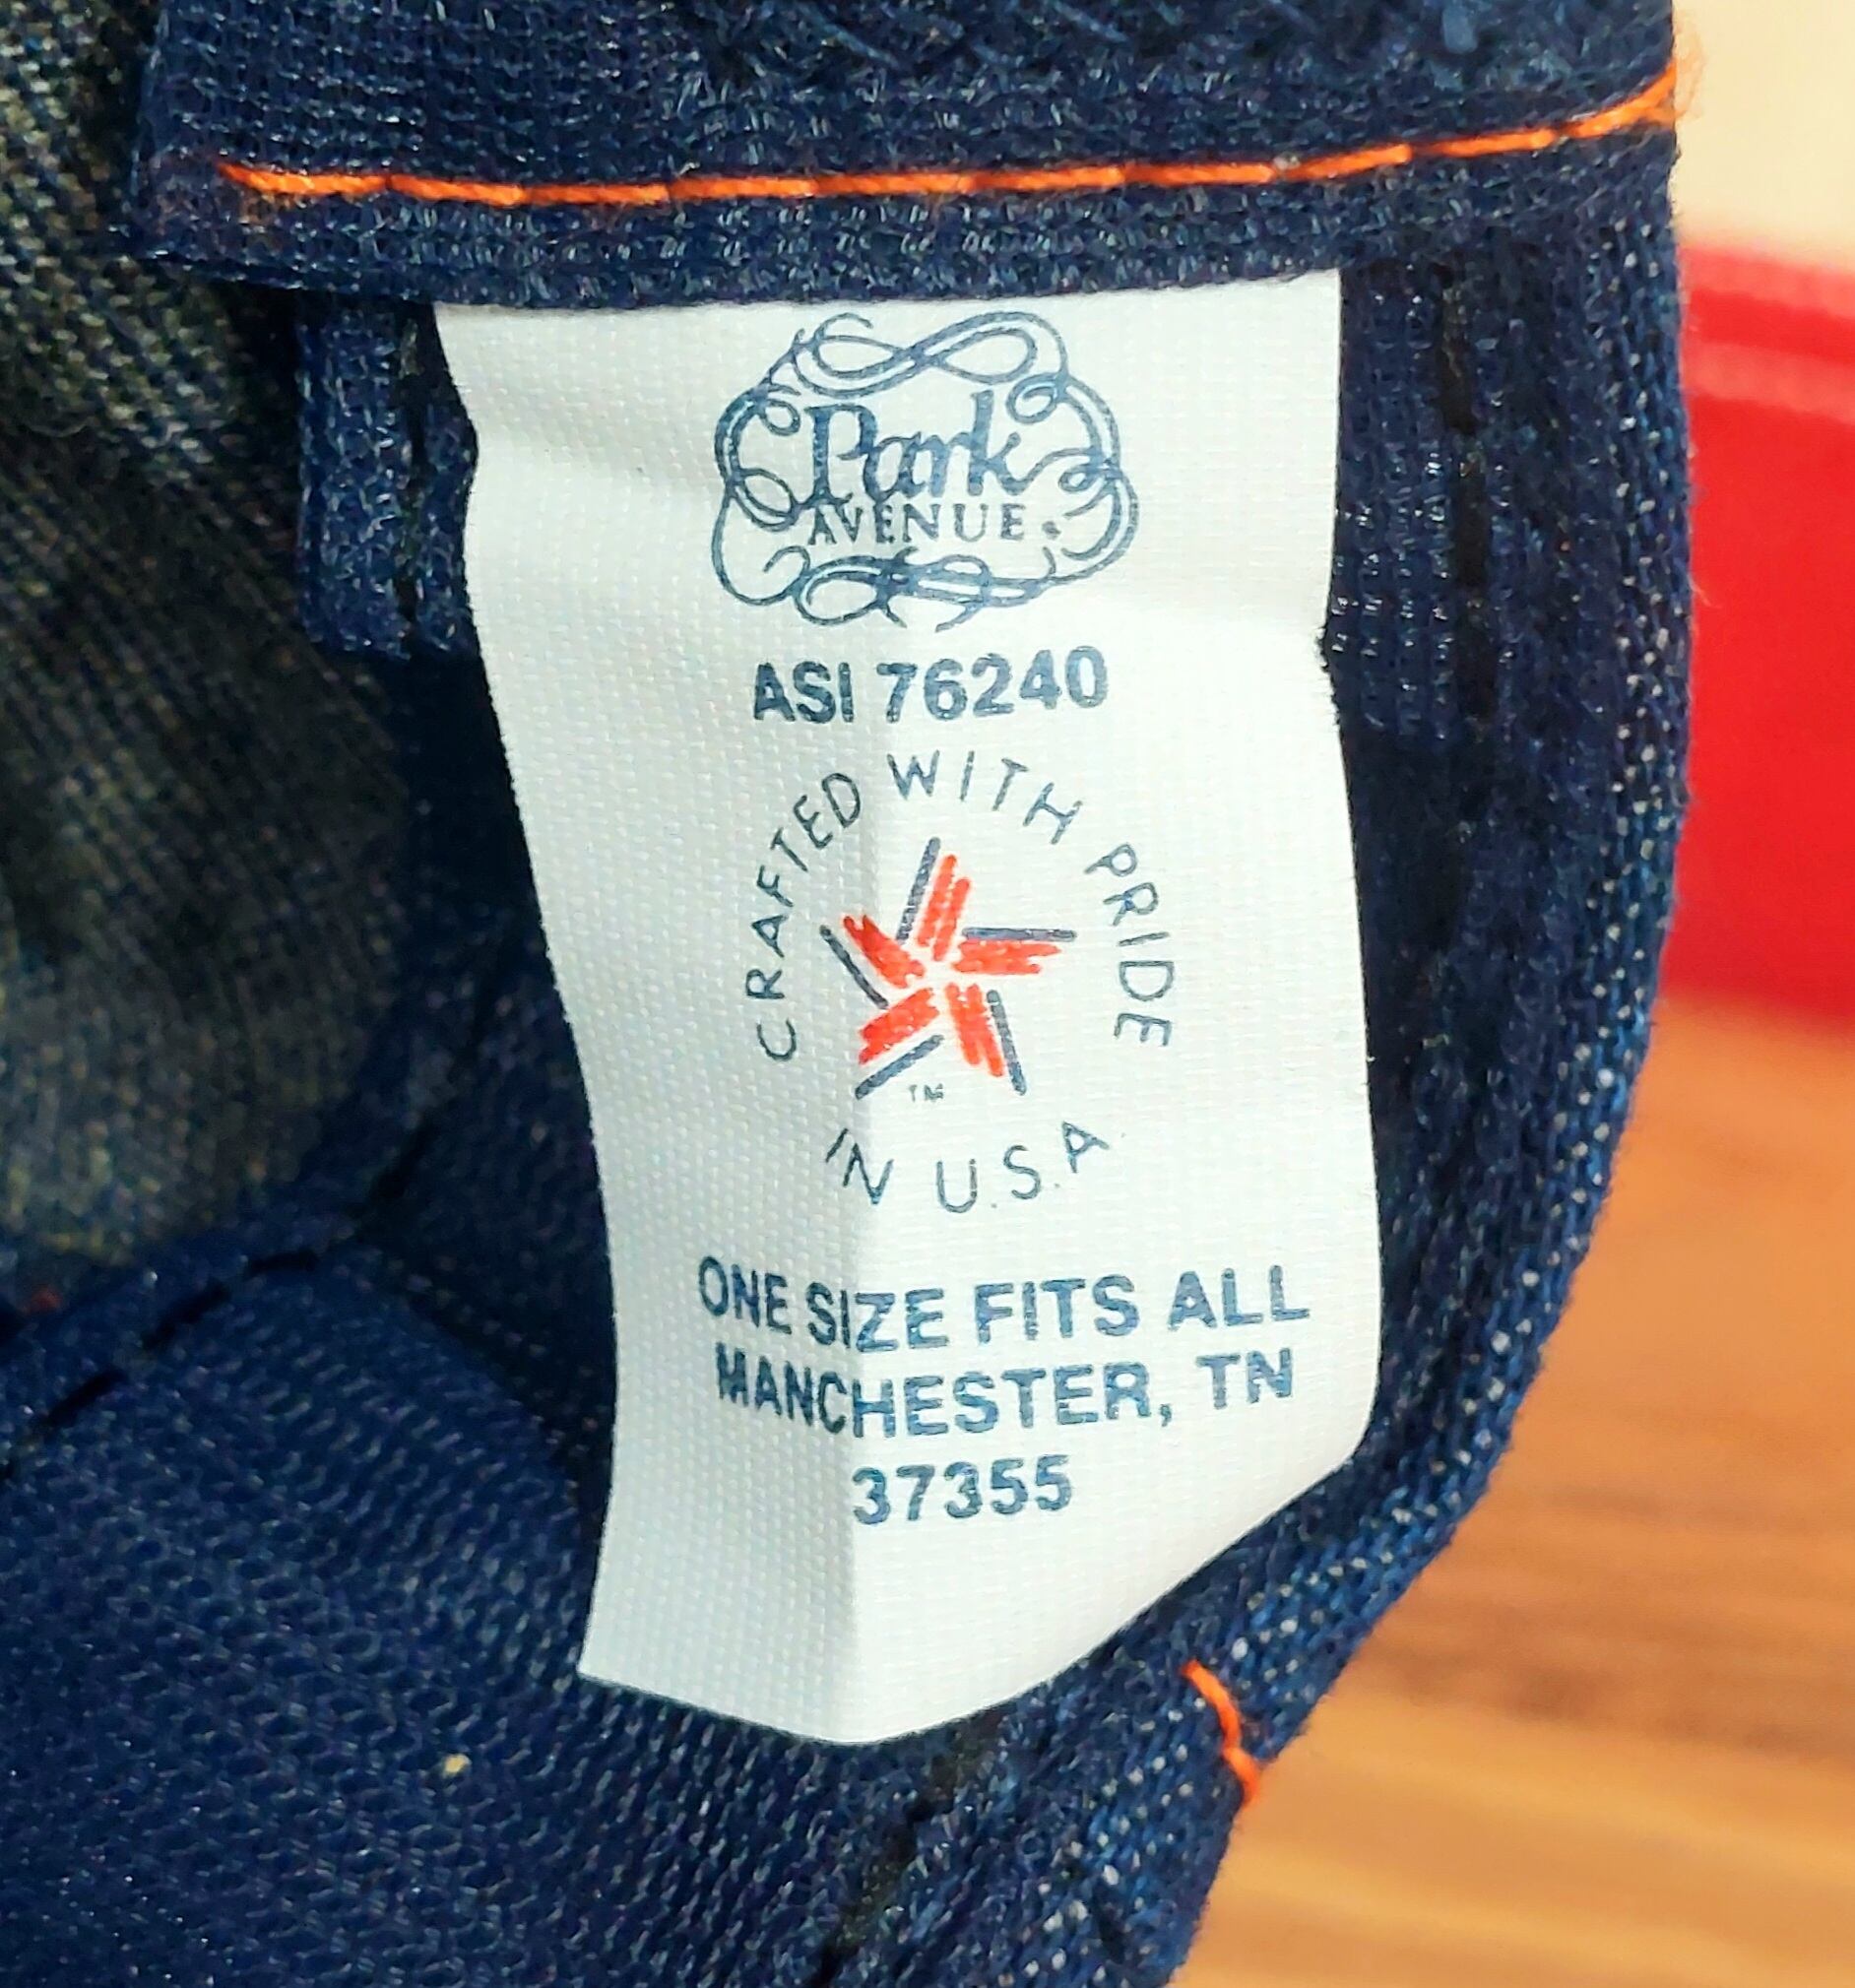 Park
AVENUE
ASI 76240
CRAFTED WITH PRIDE
TM
IN U.S.A
ONE SIZE FITS ALL
MANCHESTER, TN
37355